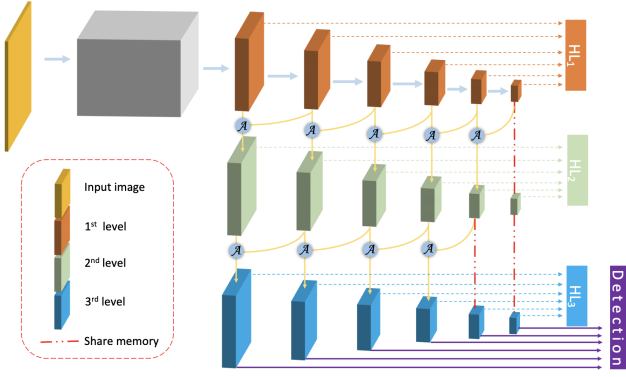 HL1
𝒜 𝒜 𝒜 𝒜 𝒜
HL2
Input image
1st level
2nd level
3rd level
Share memory
𝒜 𝒜 𝒜 𝒜
HL3
Detection